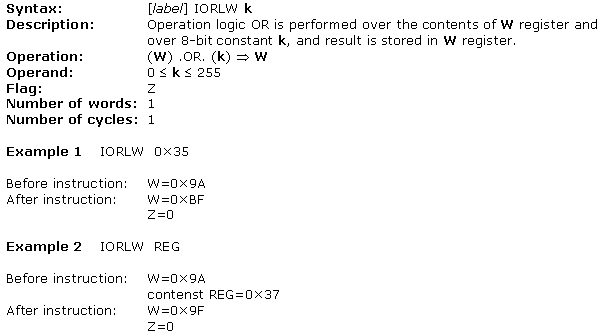 Syntax: [label] IORLW k
Description: Operation logic OR is performed over the contents of W register and
over 8-bit constant k, and result is stored in W register.
Operation: (W) .OR. (k) ⇒ W
Operand: 0 ≤ k ≤ 255
Flag: Z
Number of words: 1
Number of cycles: 1
Example 1 IORLW 0×35
Before instruction: W=0×9A
After instruction: W=0×BF
Z=0
Example 2 IORLW REG
Before instruction: W=0×9A
contenst REG=0×37
After instruction: W=0×9F
Z=0